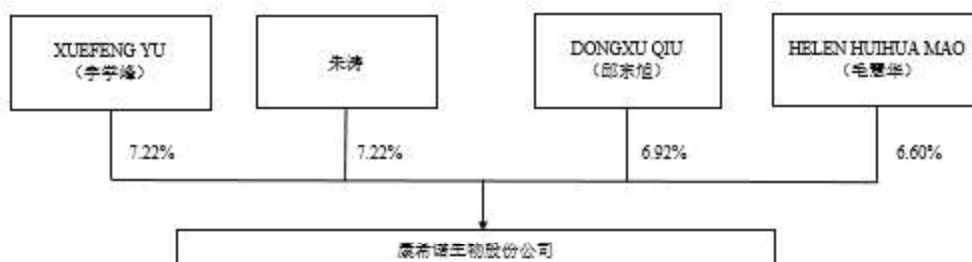 XUEFENG YU
（宇学峰）
朱涛
DONGXU QIU
（邱东旭）
HELEN HUIHUA MAO
（毛慧华）
7.22%
7.22%
6.92%
6.60%
康希诺生物股份公司